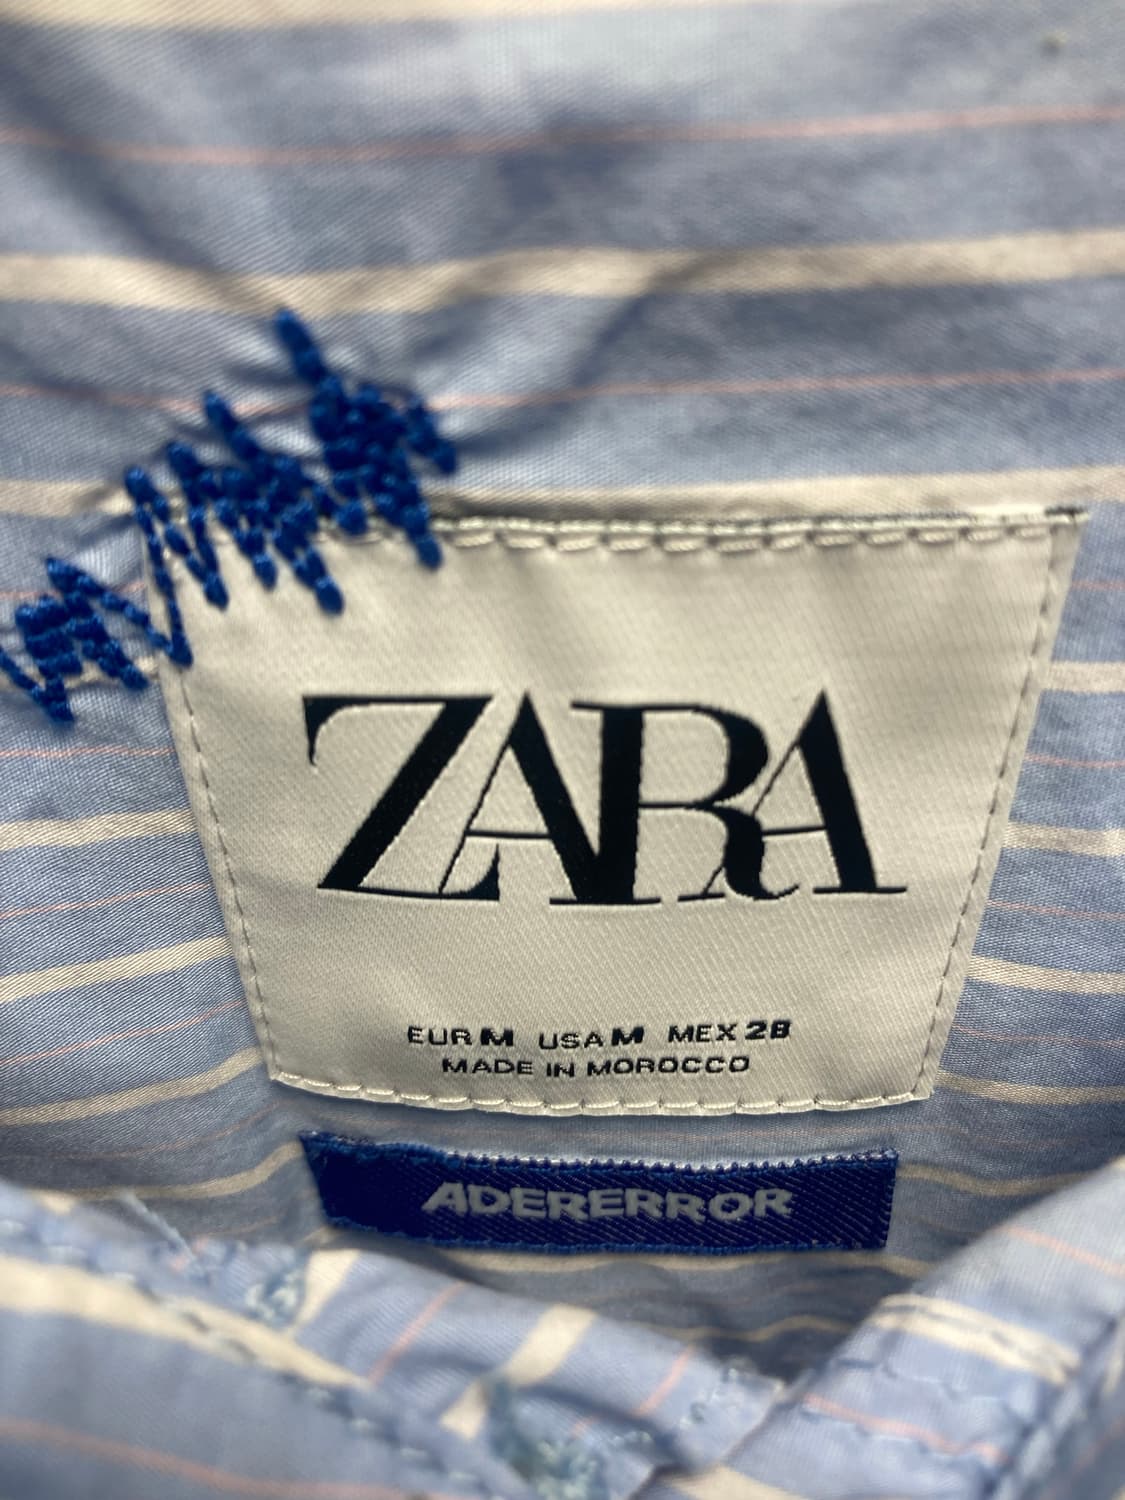 ZARA
EUR M USA M MEX 28
MADE IN MOROCCO
ADERERROR